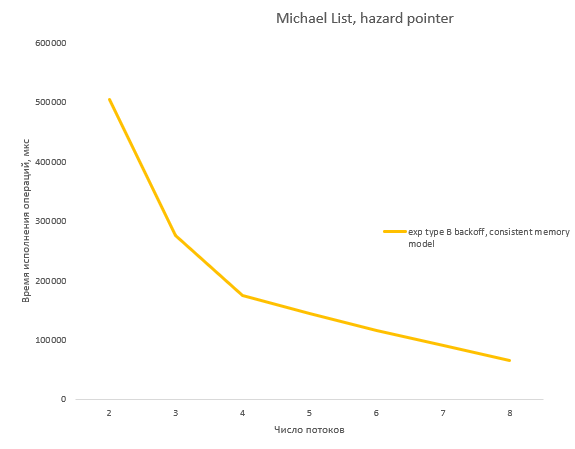 Michael List, hazard pointer
600000
500000
400000
300000
200000
100000
0
Время исполнения операций, мкс
exp type B backoff, consistent memory
model
2 3 4 5 6 7 8
Число потоков